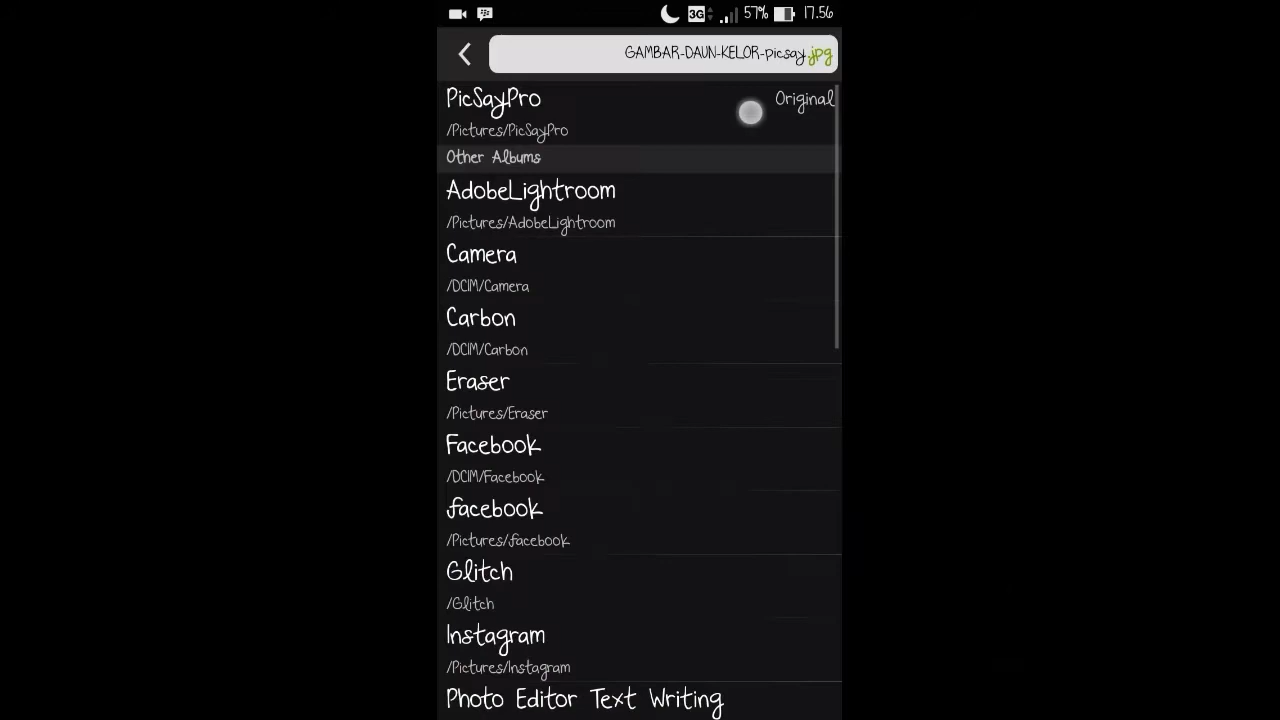 3G 57% 17.56
GAMBAR-DAUN-KELOR-picsay.jpg
PicSayPro Original
/Pictures/PicSayPro
Other Albums
AdobeLightroom
/Pictures/AdobeLightroom
Camera
/DCIM/Camera
Carbon
/DCIM/Carbon
Eraser
/Pictures/Eraser
Facebook
/DCIM/Facebook
facebook
/Pictures/facebook
Glitch
/Glitch
Instagram
/Pictures/Instagram
Photo Editor Text Writing